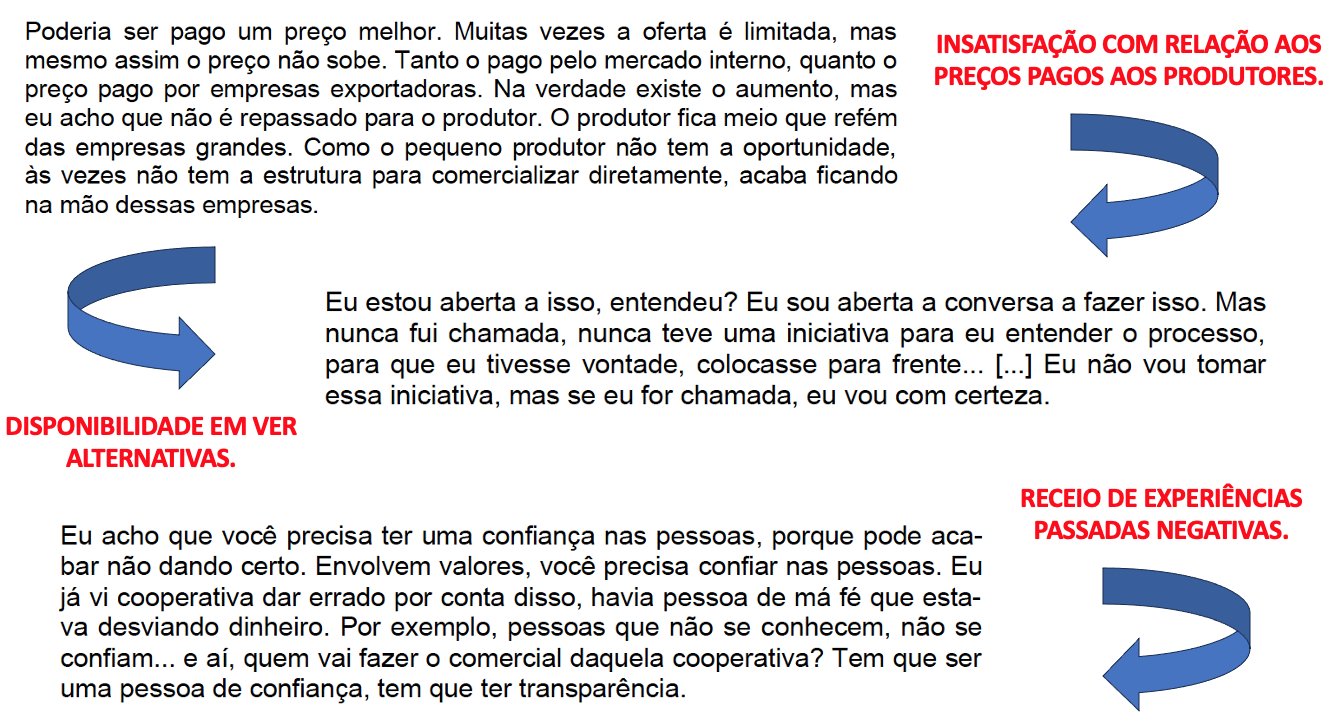 Poderia ser pago um preço melhor. Muitas vezes a oferta é limitada, mas
mesmo assim o preço não sobe. Tanto o pago pelo mercado interno, quanto o
preço pago por empresas exportadoras. Na verdade existe o aumento, mas
eu acho que não é repassado para o produtor. O produtor fica meio que refém
das empresas grandes. Como o pequeno produtor não tem a oportunidade,
às vezes não tem a estrutura para comercializar diretamente, acaba ficando
na mão dessas empresas.
INSATISFAÇÃO COM RELAÇÃO AOS
PREÇOS PAGOS AOS PRODUTORES.
Eu estou aberta a isso, entendeu? Eu sou aberta a conversa a fazer isso. Mas
nunca fui chamada, nunca teve uma iniciativa para eu entender o processo,
para que eu tivesse vontade, colocasse para frente... [...] Eu não vou tomar
essa iniciativa, mas se eu for chamada, eu vou com certeza.
DISPONIBILIDADE EM VER
ALTERNATIVAS.
RECEIO DE EXPERIÊNCIAS
PASSADAS NEGATIVAS.
Eu acho que você precisa ter uma confiança nas pessoas, porque pode aca-
bar não dando certo. Envolvem valores, você precisa confiar nas pessoas. Eu
já vi cooperativa dar errado por conta disso, havia pessoa de má fé que esta-
va desviando dinheiro. Por exemplo, pessoas que não se conhecem, não se
confiam... e aí, quem vai fazer o comercial daquela cooperativa? Tem que ser
uma pessoa de confiança, tem que ter transparência.